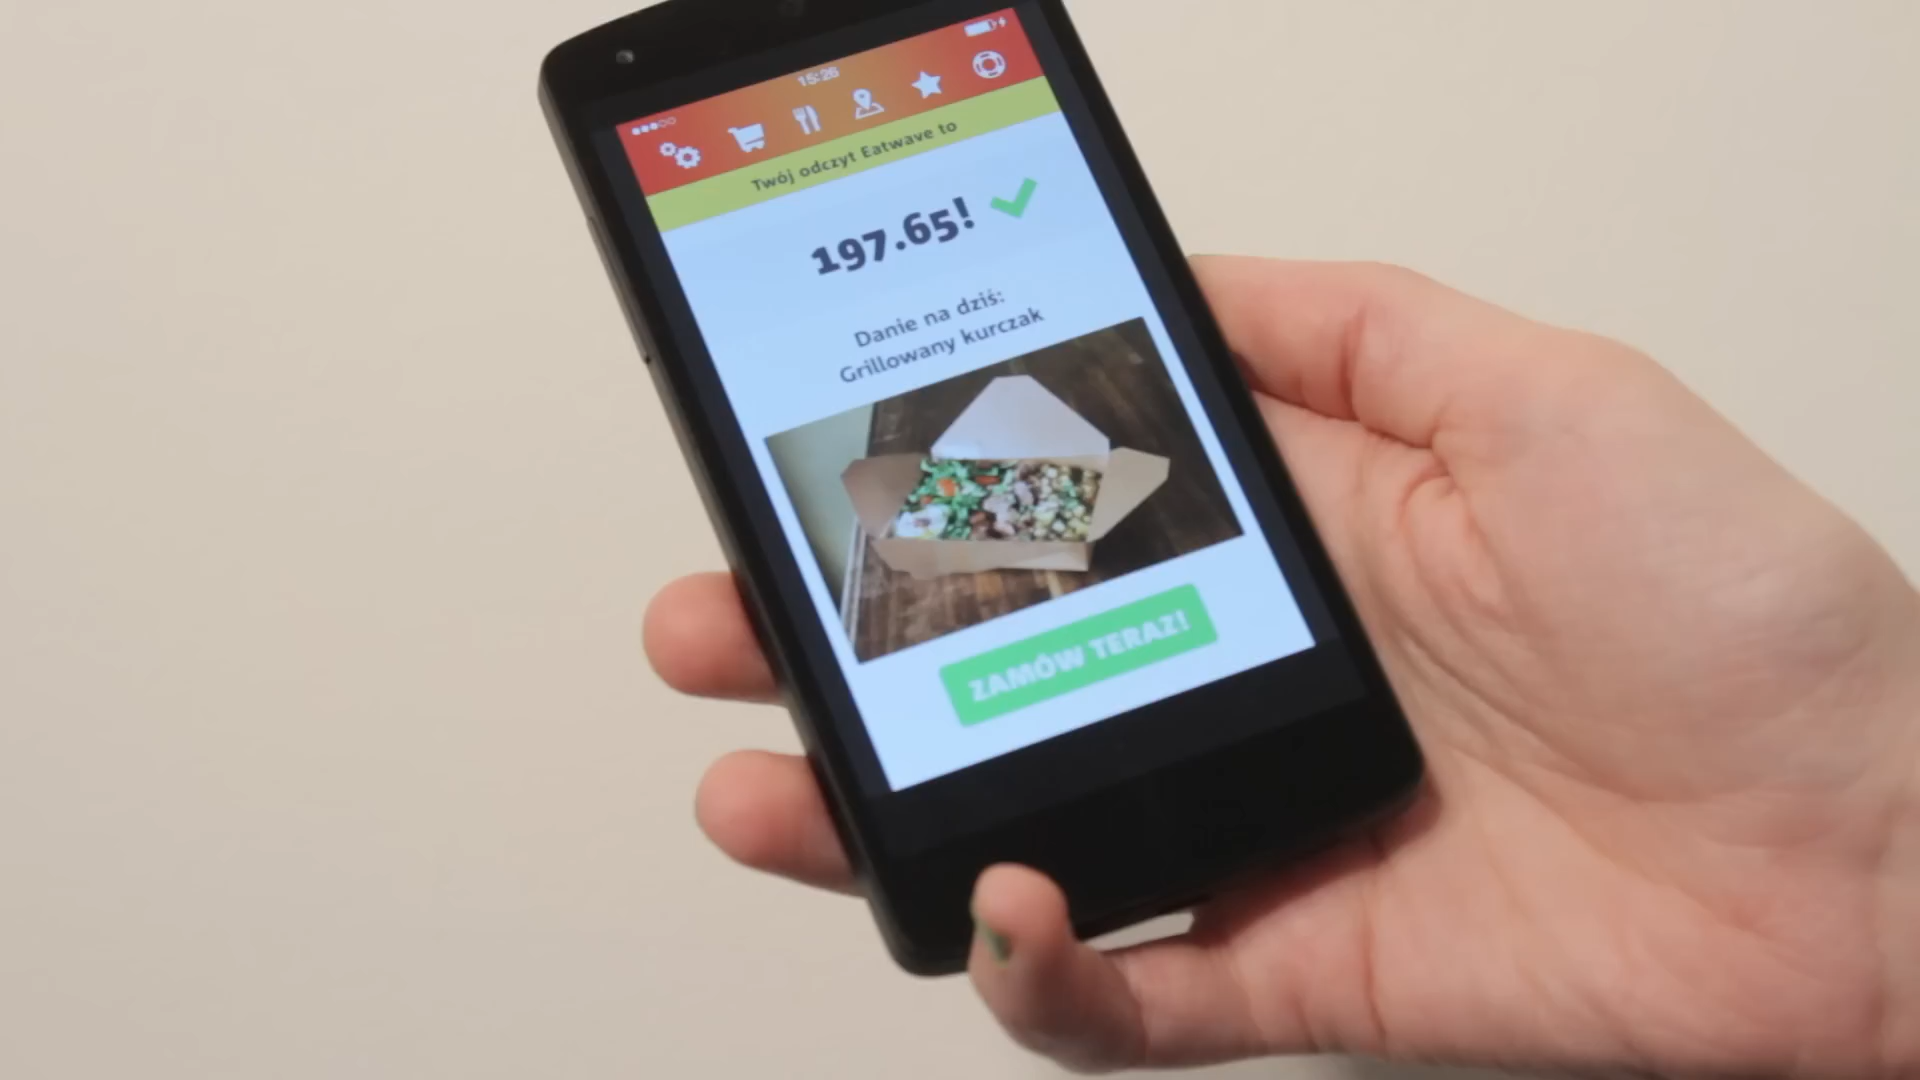 15:26
Twój odczyt Eatwave to
197.65!
Danie na dziś:
Grillowany kurczak
ZAMÓW TERAZ!